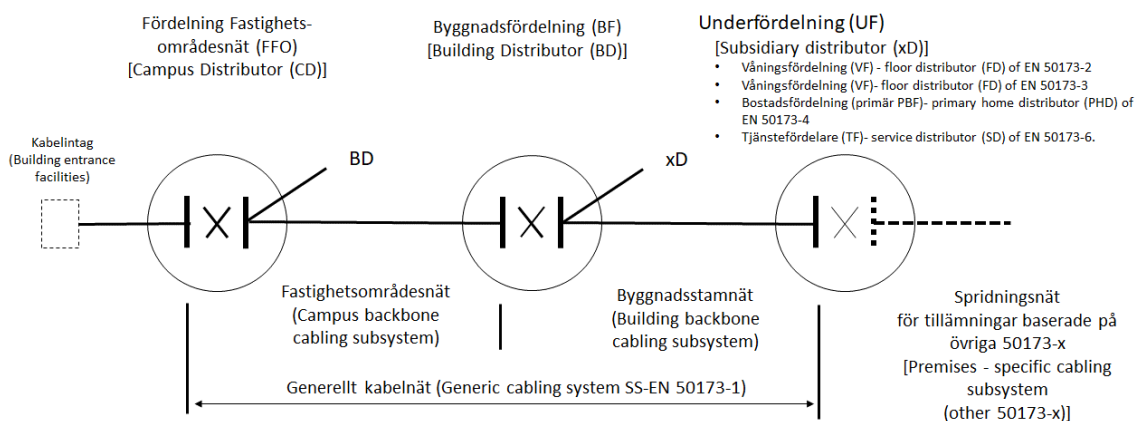 Fördelning Fastighets-
områdesnät (FFO)
[Campus Distributor (CD)]
Byggnadsfördelning (BF)
[Building Distributor (BD)]
Underfördelning (UF)
[Subsidiary distributor (xD)]
• Våningsfördelning (VF) - floor distributor (FD) of EN 50173-2
• Våningsfördelning (VF)- floor distributor (FD) of EN 50173-3
• Bostadsfördelning (primär PBF)- primary home distributor (PHD) of
EN 50173-4
• Tjänstefördelare (TF)- service distributor (SD) of EN 50173-6.
Kabelintag
(Building entrance
facilities)
BD
xD
Fastighetsområdesnät
(Campus backbone
cabling subsystem)
Byggnadsstamnät
(Building backbone
cabling subsystem)
Spridningsnät
för tillämningar baserade på
övriga 50173-x
[Premises - specific cabling
subsystem
(other 50173-x)]
Generellt kabelnät (Generic cabling system SS-EN 50173-1)